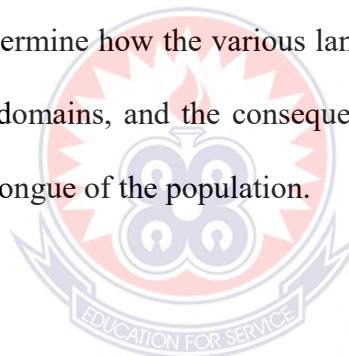 ermine how the various lan
domains, and the conseque
ongue of the population.
EDUCATION FOR SERVICE